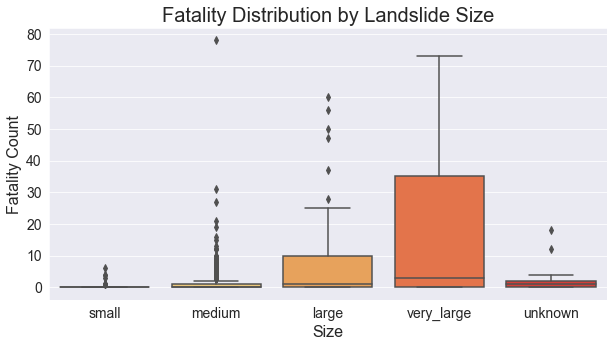 Fatality Distribution by Landslide Size
80
70
60
50
40
30
20
10
0
Fatality Count
small medium large very_large unknown
Size